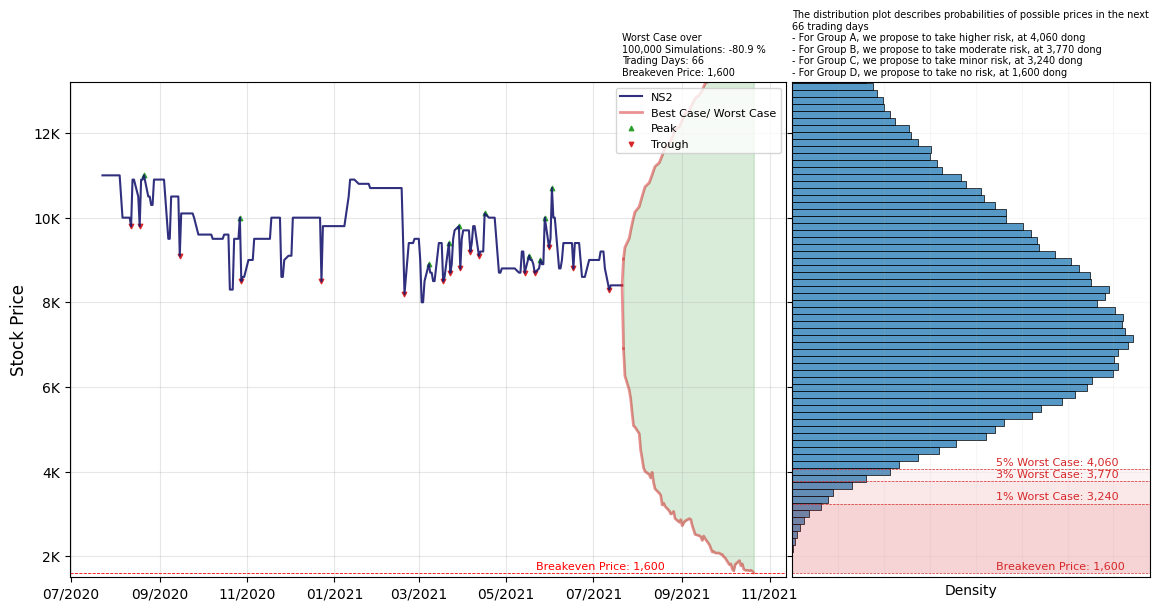 The distribution plot describes probabilities of possible prices in the next
66 trading days
- For Group A, we propose to take higher risk, at 4,060 dong
- For Group B, we propose to take moderate risk, at 3,770 dong
- For Group C, we propose to take minor risk, at 3,240 dong
- For Group D, we propose to take no risk, at 1,600 dong
Worst Case over
100,000 Simulations: -80.9 %
Trading Days: 66
Breakeven Price: 1,600
NS2
Best Case/ Worst Case
Peak
Trough
Stock Price
12K
10K
8K
6K
4K
2K
Breakeven Price: 1,600
07/2020
09/2020
11/2020
01/2021
03/2021
05/2021
07/2021
09/2021
11/2021
5% Worst Case: 4,060
3% Worst Case: 3,770
1% Worst Case: 3,240
Breakeven Price: 1,600
Density